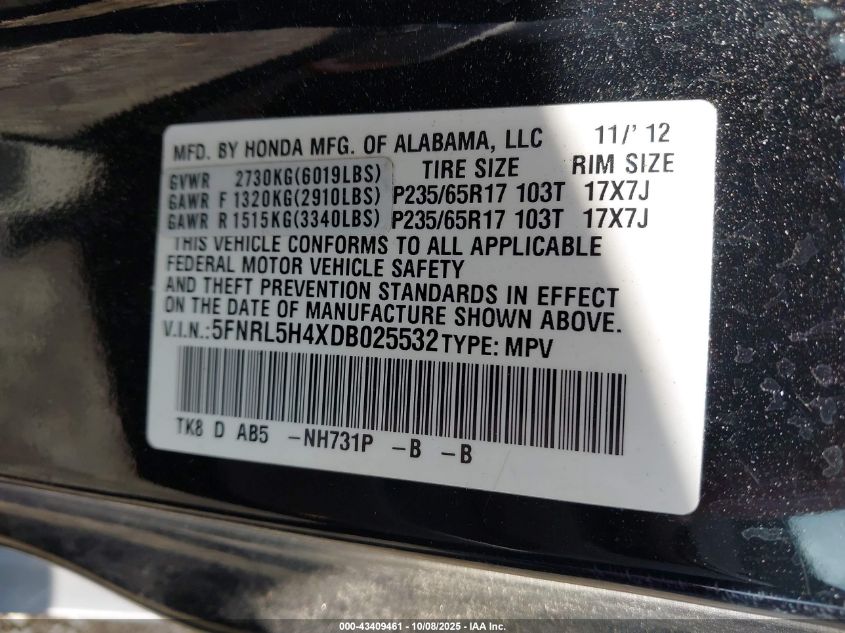 MFD. BY HONDA MFG. OF ALABAMA, LLC 11/' 12
TIRE SIZE RIM SIZE
GVWR 2730KG(6019LBS)
GAWR F 1320KG(2910LBS) P235/65R17 103T 17X7J
GAWR R 1515KG(3340LBS) P235/65R17 103T 17X7J
THIS VEHICLE CONFORMS TO ALL APPLICABLE
FEDERAL MOTOR VEHICLE SAFETY
AND THEFT PREVENTION STANDARDS IN EFFECT
ON THE DATE OF MANUFACTURE SHOWN ABOVE.
V.I.N.:5FNRL5H4XDB025532 TYPE: MPV
TK8 D AB5 -NH731P -B -B
000-43409461 - 10/08/2025 - IAA Inc.